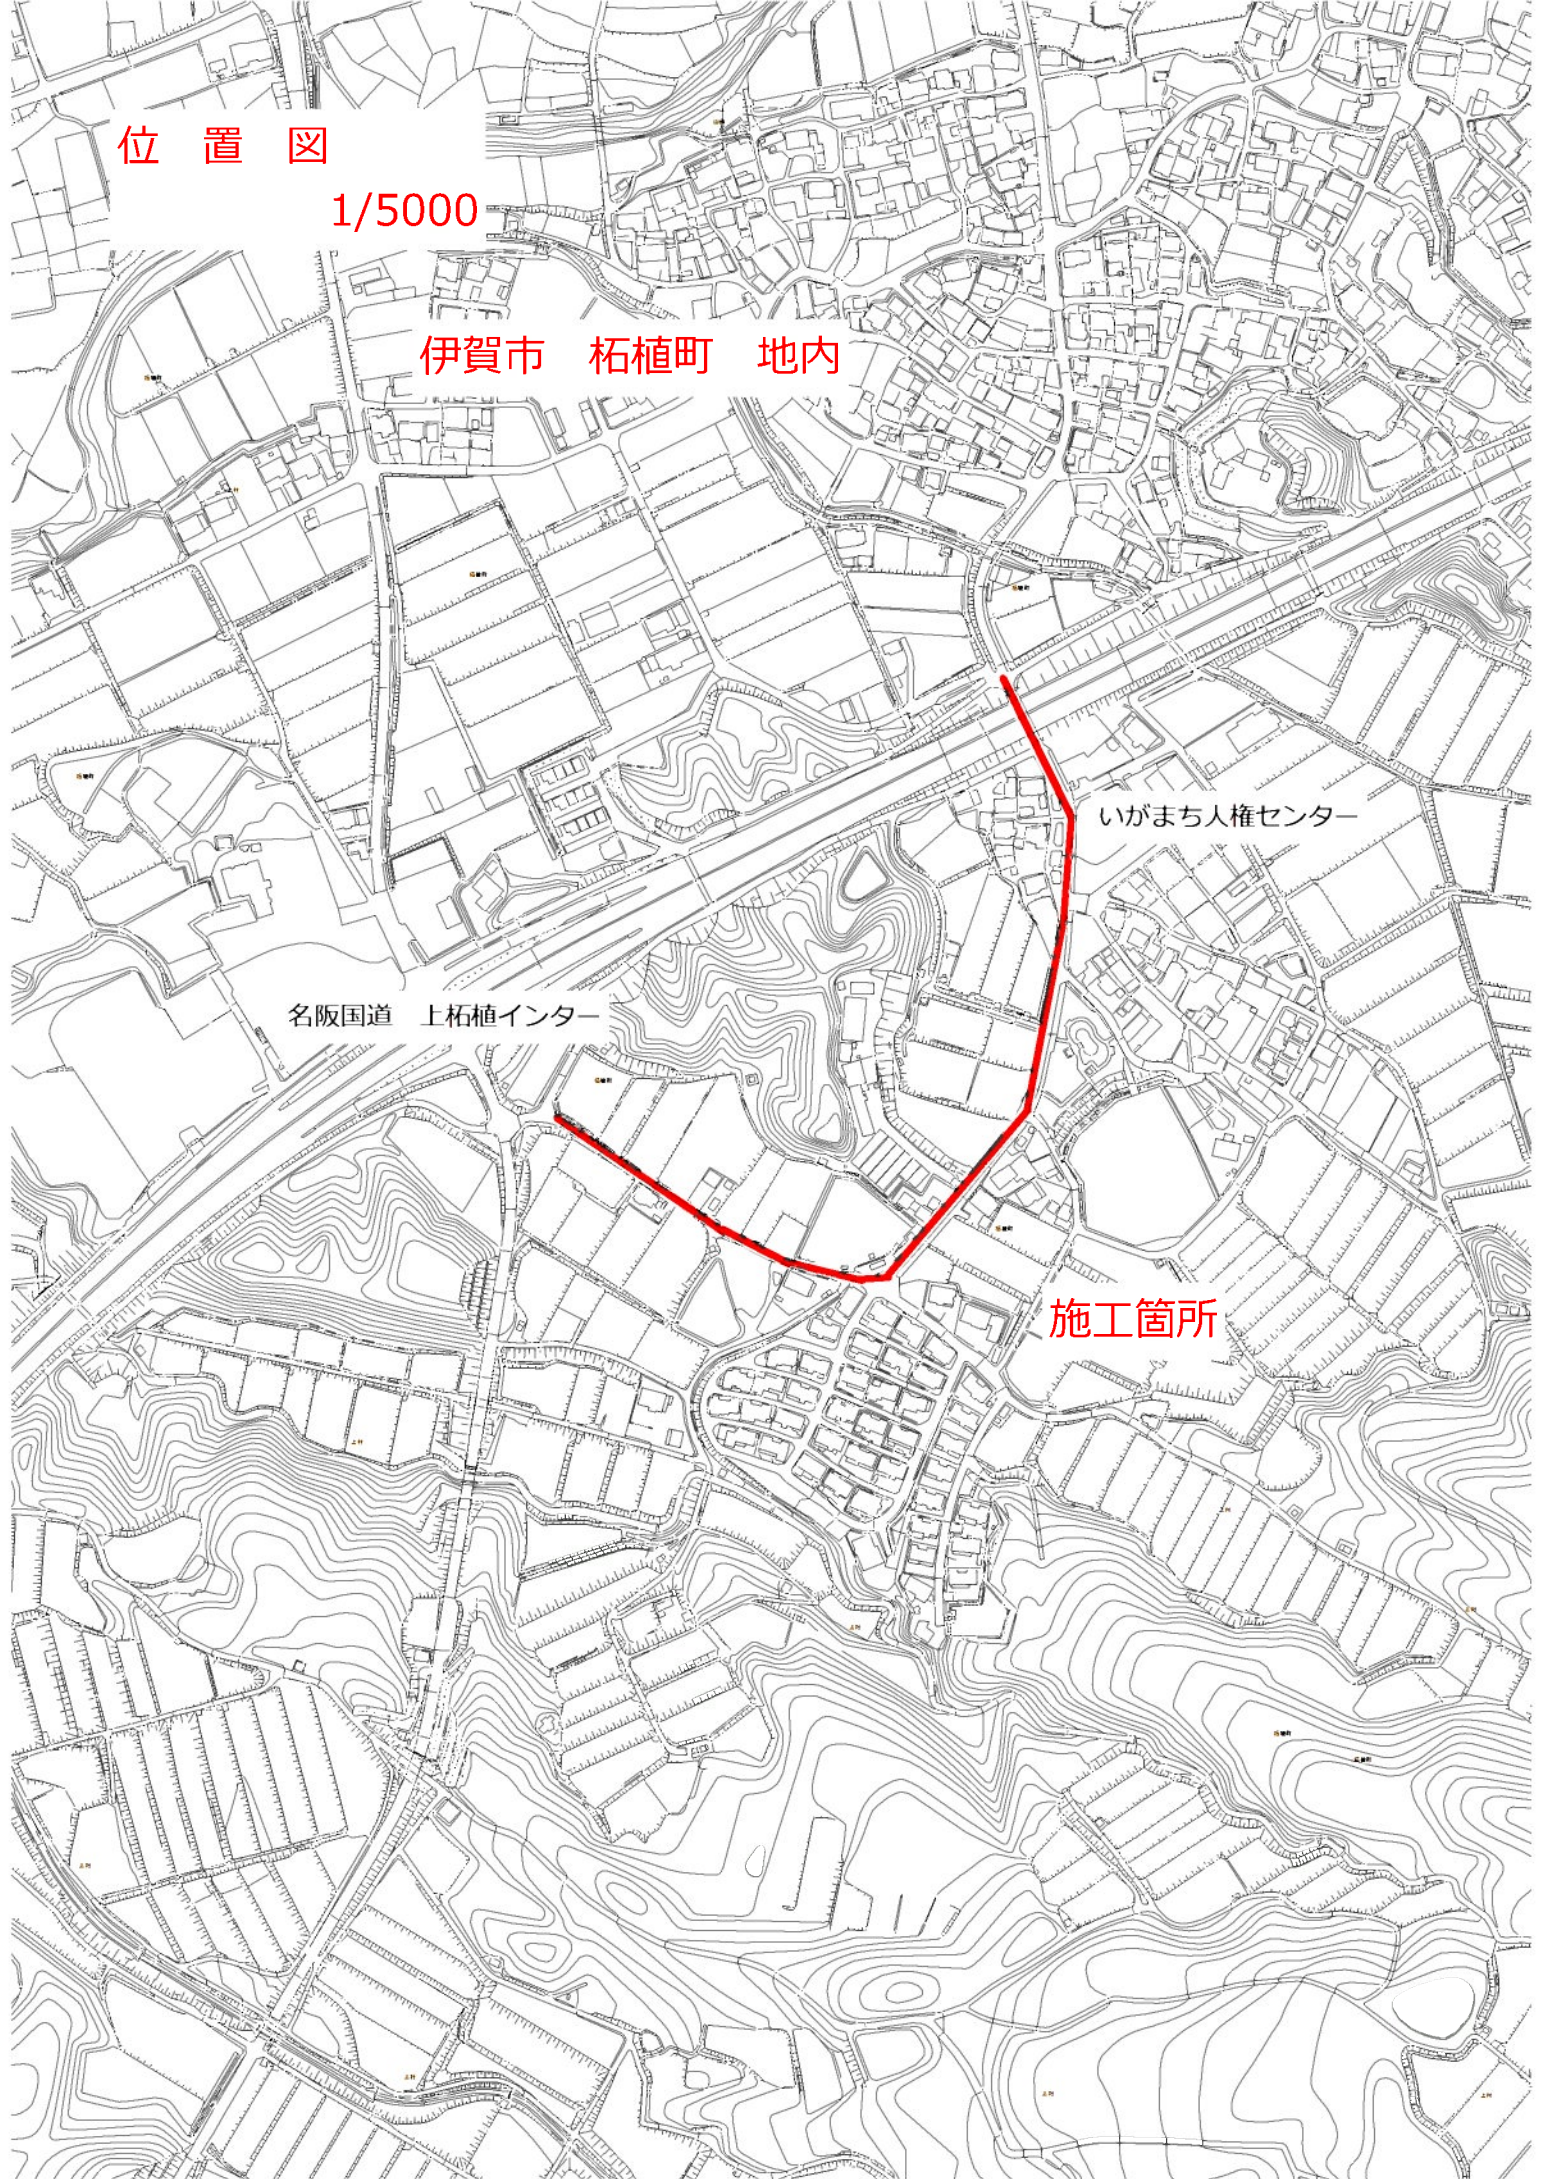 位 置 図
1/5000
伊賀市 柘植町 地内
いがまち人権センター
名阪国道 上柘植インター
施工箇所